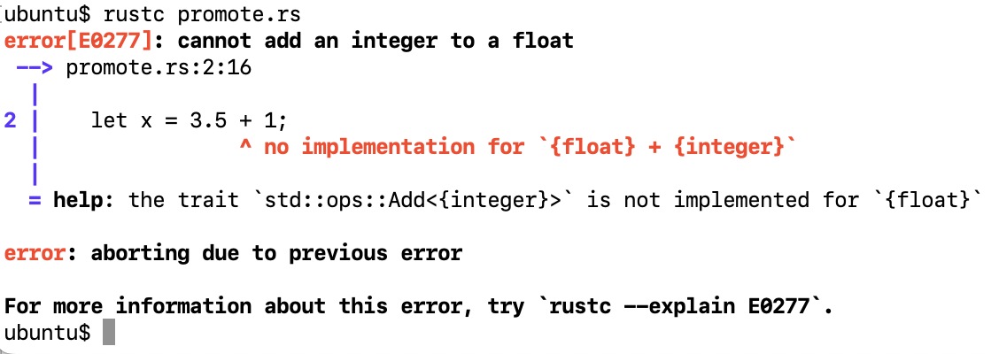 ubuntu$ rustc promote.rs
error[E0277]: cannot add an integer to a float
 --> promote.rs:2:16
  |
2 |    let x = 3.5 + 1;
  |                ^ no implementation for `{float} + {integer}`
  |
  = help: the trait `std::ops::Add<{integer}>` is not implemented for `{float}`
error: aborting due to previous error
For more information about this error, try `rustc --explain E0277`.
ubuntu$